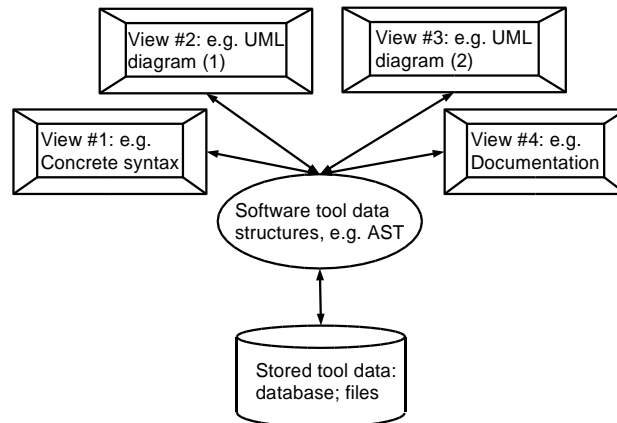 View #2: e.g. UML
diagram (1)
View #3: e.g. UML
diagram (2)
View #1: e.g.
Concrete syntax
View #4: e.g.
Documentation
Software tool data
structures, e.g. AST
Stored tool data:
database; files